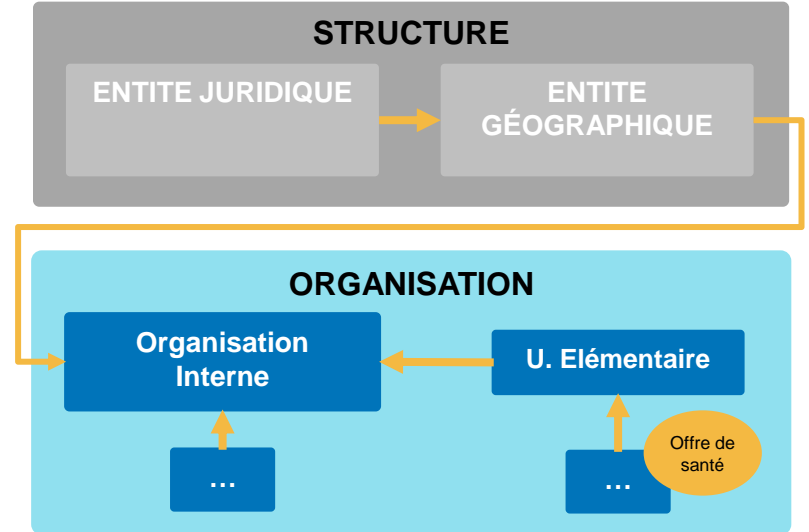 STRUCTURE
ENTITE JURIDIQUE
ENTITE
GÉOGRAPHIQUE
ORGANISATION
Organisation
Interne
U. Elémentaire
...
...
Offre de
santé